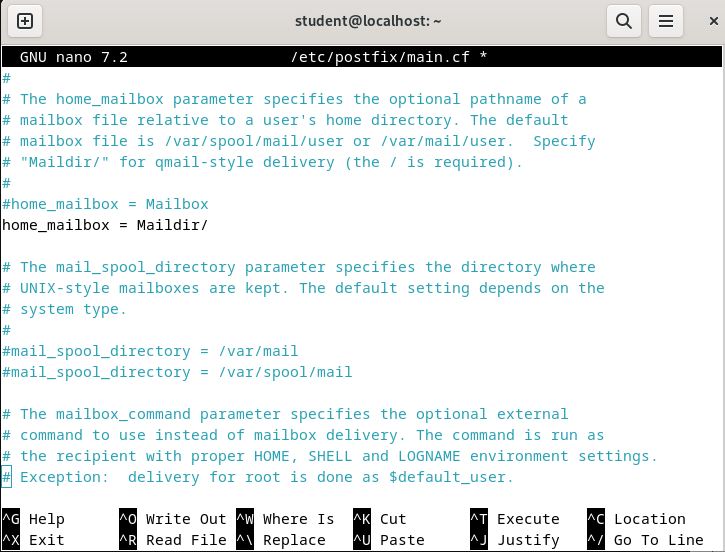 student@localhost: ~
GNU nano 7.2 /etc/postfix/main.cf *
#
# The home_mailbox parameter specifies the optional pathname of a
# mailbox file relative to a user's home directory. The default
# mailbox file is /var/spool/mail/user or /var/mail/user.  Specify
# "Maildir/" for qmail-style delivery (the / is required).
#
#home_mailbox = Mailbox
home_mailbox = Maildir/
# The mail_spool_directory parameter specifies the directory where
# UNIX-style mailboxes are kept. The default setting depends on the
# system type.
#
#mail_spool_directory = /var/mail
#mail_spool_directory = /var/spool/mail
# The mailbox_command parameter specifies the optional external
# command to use instead of mailbox delivery. The command is run as
# the recipient with proper HOME, SHELL and LOGNAME environment settings.
# Exception:  delivery for root is done as $default_user.
^G Help ^O Write Out ^W Where Is ^K Cut ^T Execute ^C Location
^X Exit ^R Read File ^\ Replace ^U Paste ^J Justify ^/ Go To Line